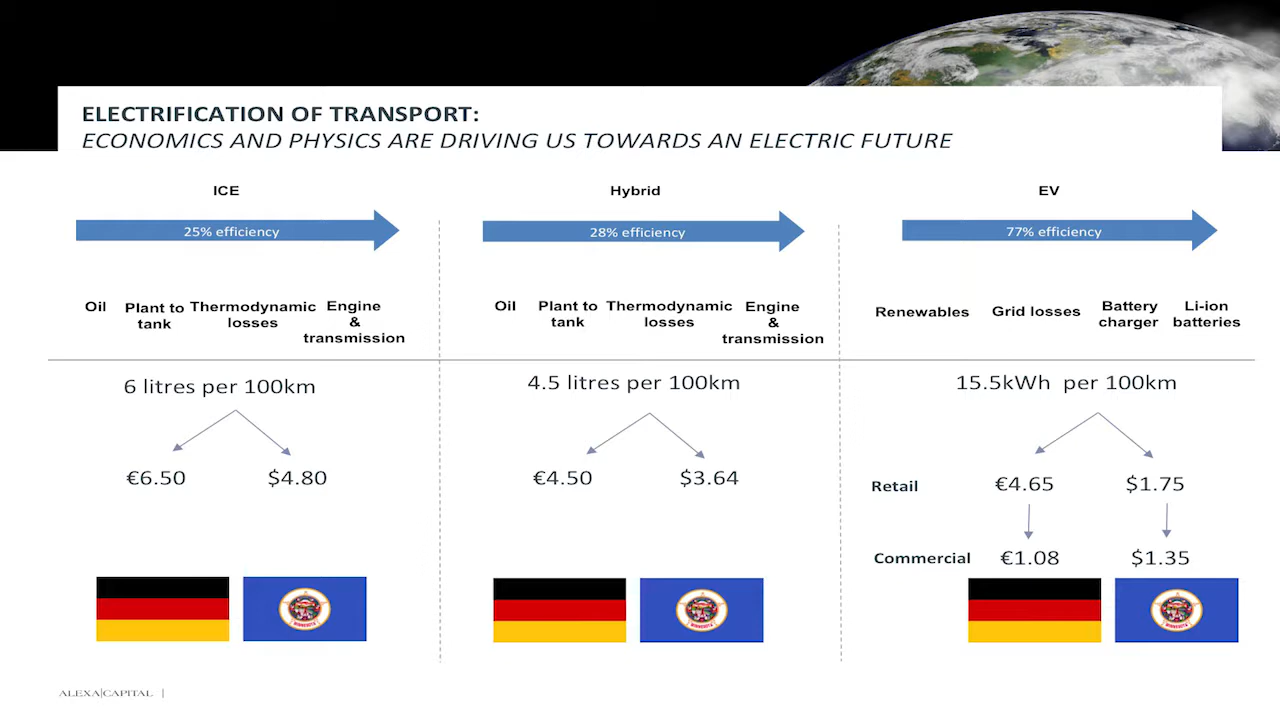 ELECTRIFICATION OF TRANSPORT:
ECONOMICS AND PHYSICS ARE DRIVING US TOWARDS AN ELECTRIC FUTURE
ICE
25% efficiency
Oil
Plant to
tank
Thermodynamic
losses
Engine
&
transmission
6 litres per 100km
€6.50
$4.80
Hybrid
28% efficiency
Oil
Plant to
tank
Thermodynamic
losses
Engine
&
transmission
4.5 litres per 100km
€4.50
$3.64
EV
77% efficiency
Renewables
Grid losses
Battery
charger
Li-ion
batteries
15.5kWh per 100km
Retail
€4.65
$1.75
Commercial
€1.08
$1.35
MINNESOTA
MINNESOTA
MINNESOTA
ALEXA|CAPITAL |